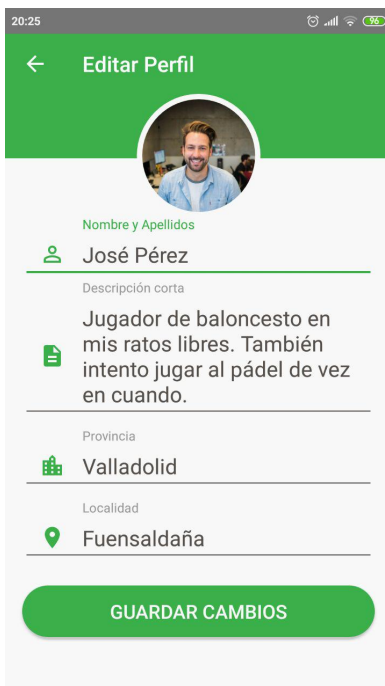 20:25
96
Editar Perfil
Nombre y Apellidos
José Pérez
Descripción corta
Jugador de baloncesto en
mis ratos libres. También
intento jugar al pádel de vez
en cuando.
Provincia
Valladolid
Localidad
Fuensaldaña
GUARDAR CAMBIOS